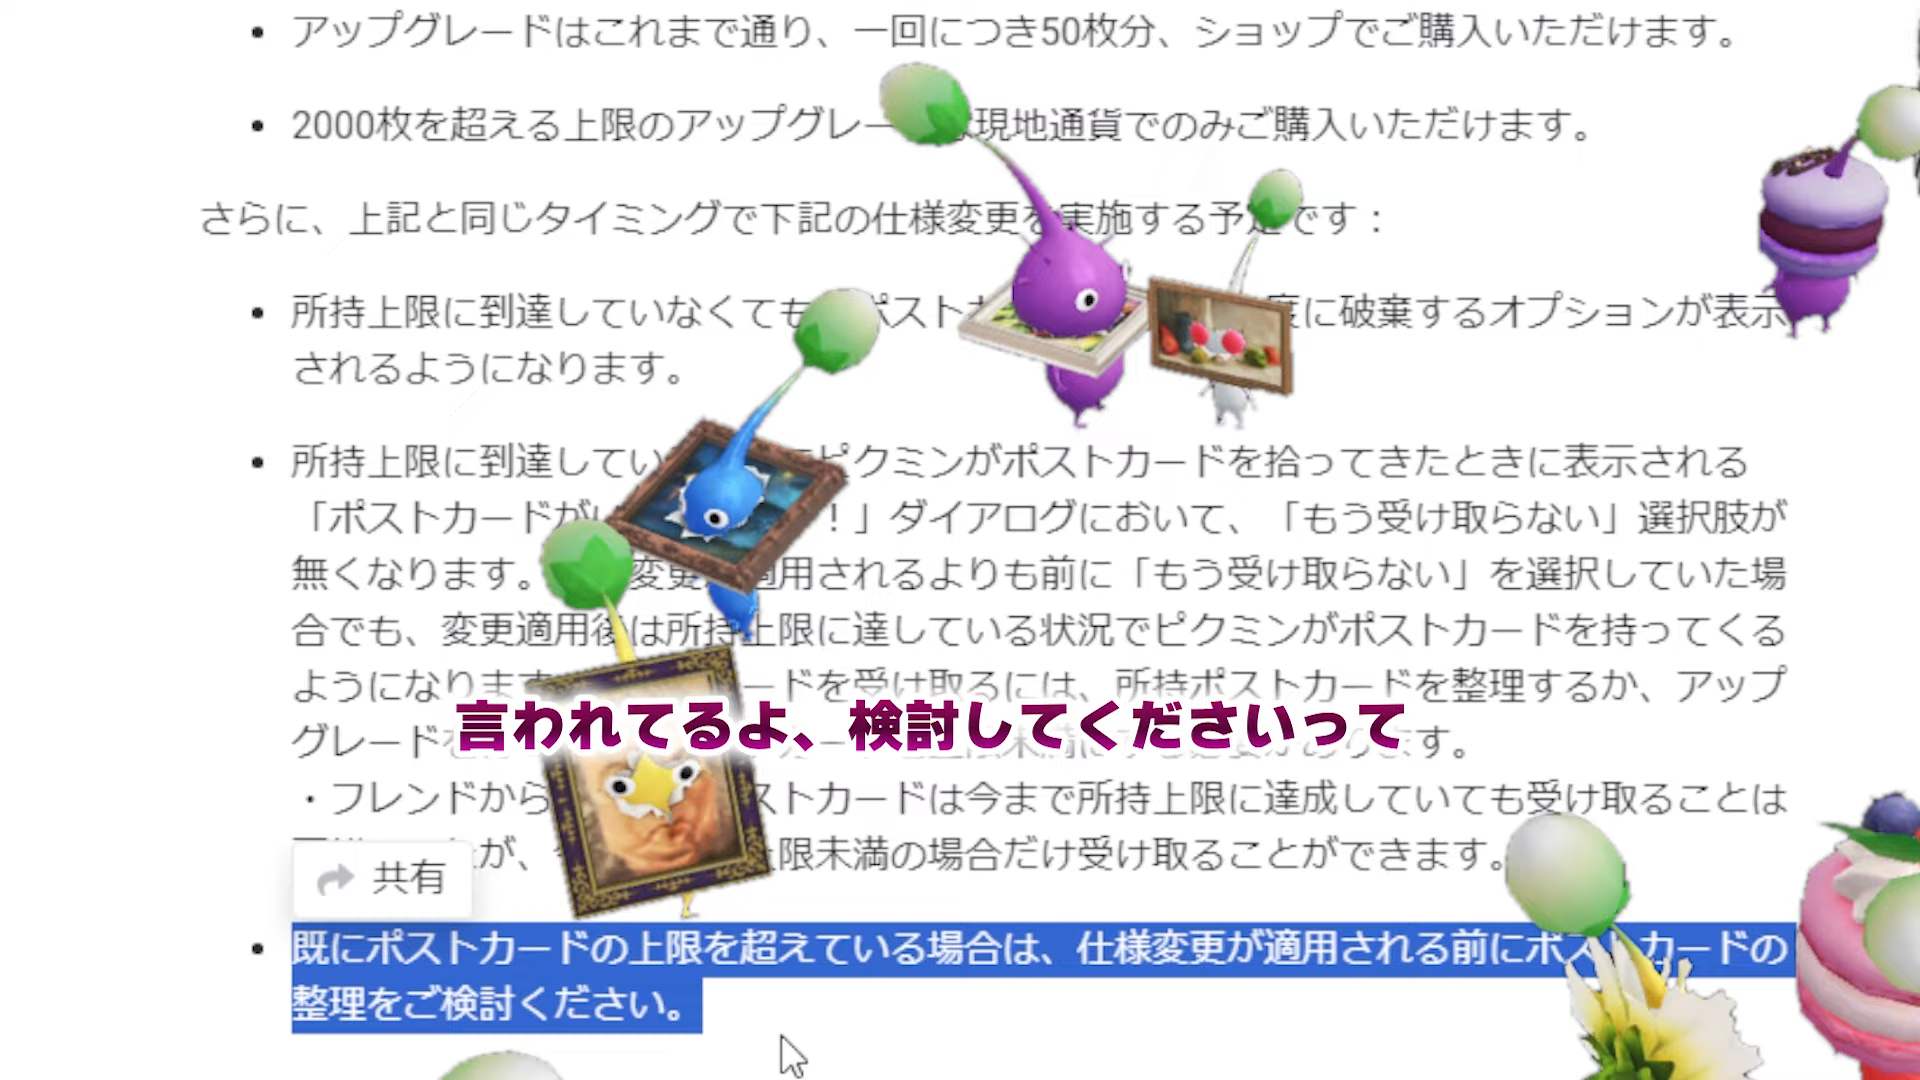 アップグレードはこれまで通り、一回につき50枚分、ショップでご購入いただけます。
2000枚を超える上限のアップグレー 現地通貨でのみご購入いただけます。
さらに、上記と同じタイミングで下記の仕様変更を実施する予定です：
所持上限に到達していなくても ポスト 度に破棄するオプションが表示
されるようになります。
所持上限に到達してい ピクミンがポストカードを拾ってきたときに表示される
「ポストカードが ！」ダイアログにおいて、「もう受け取らない」選択肢が
無くなります。 変更 適用されるよりも前に「もう受け取らない」を選択していた場
合でも、変更適用後は所持上限に達している状況でピクミンがポストカードを持ってくる
ようになります ードを受け取るには、所持ポストカードを整理するか、アップ
グレード す。
言われてるよ、検討してくださいって
・フレンドから ストカードは今まで所持上限に達成していても受け取ることは
が、 上限未満の場合だけ受け取ることができます。
共有
既にポストカードの上限を超えている場合は、仕様変更が適用される前にポストカードの
整理をご検討ください。